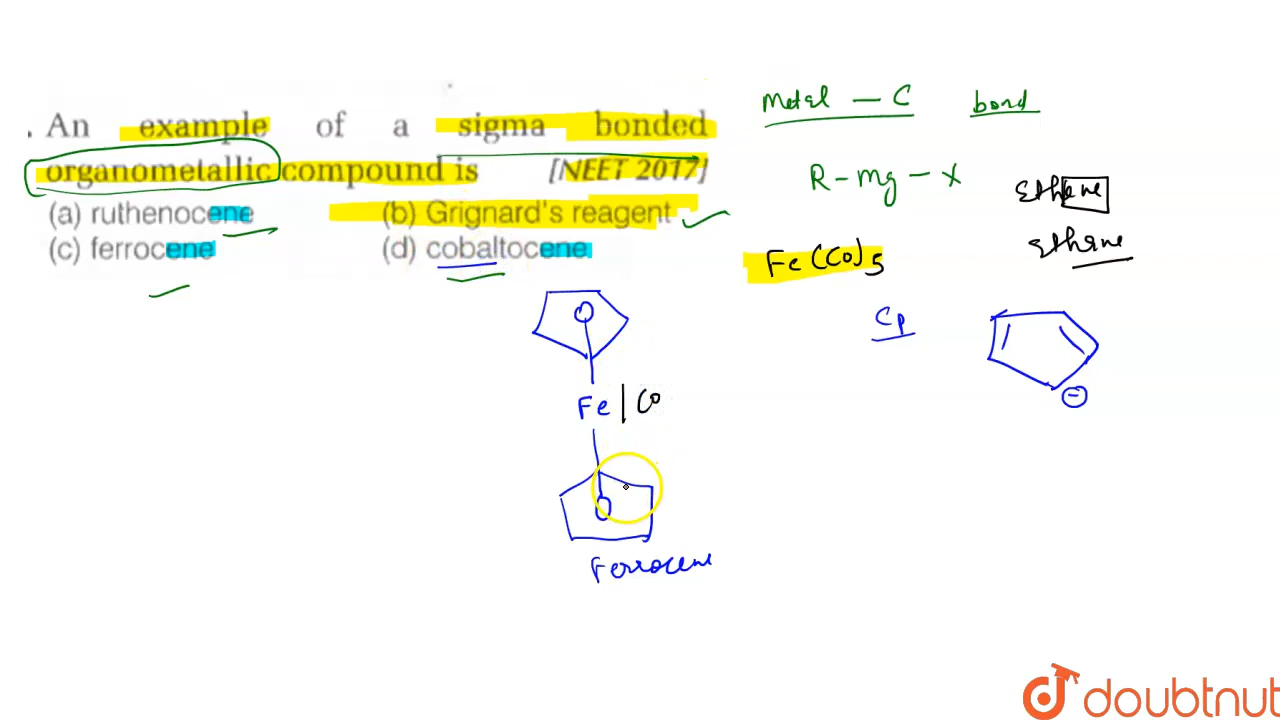 . An example of a sigma bonded
organometallic compound is [NEET 2017]
(a) ruthenocene (b) Grignard's reagent
(c) ferrocene (d) cobaltocene
Metal – C bond
R – Mg – X
Ethene
Ethane
Fe(CO)5
Cp
Fe | Co
Ferrocene
doubtnut